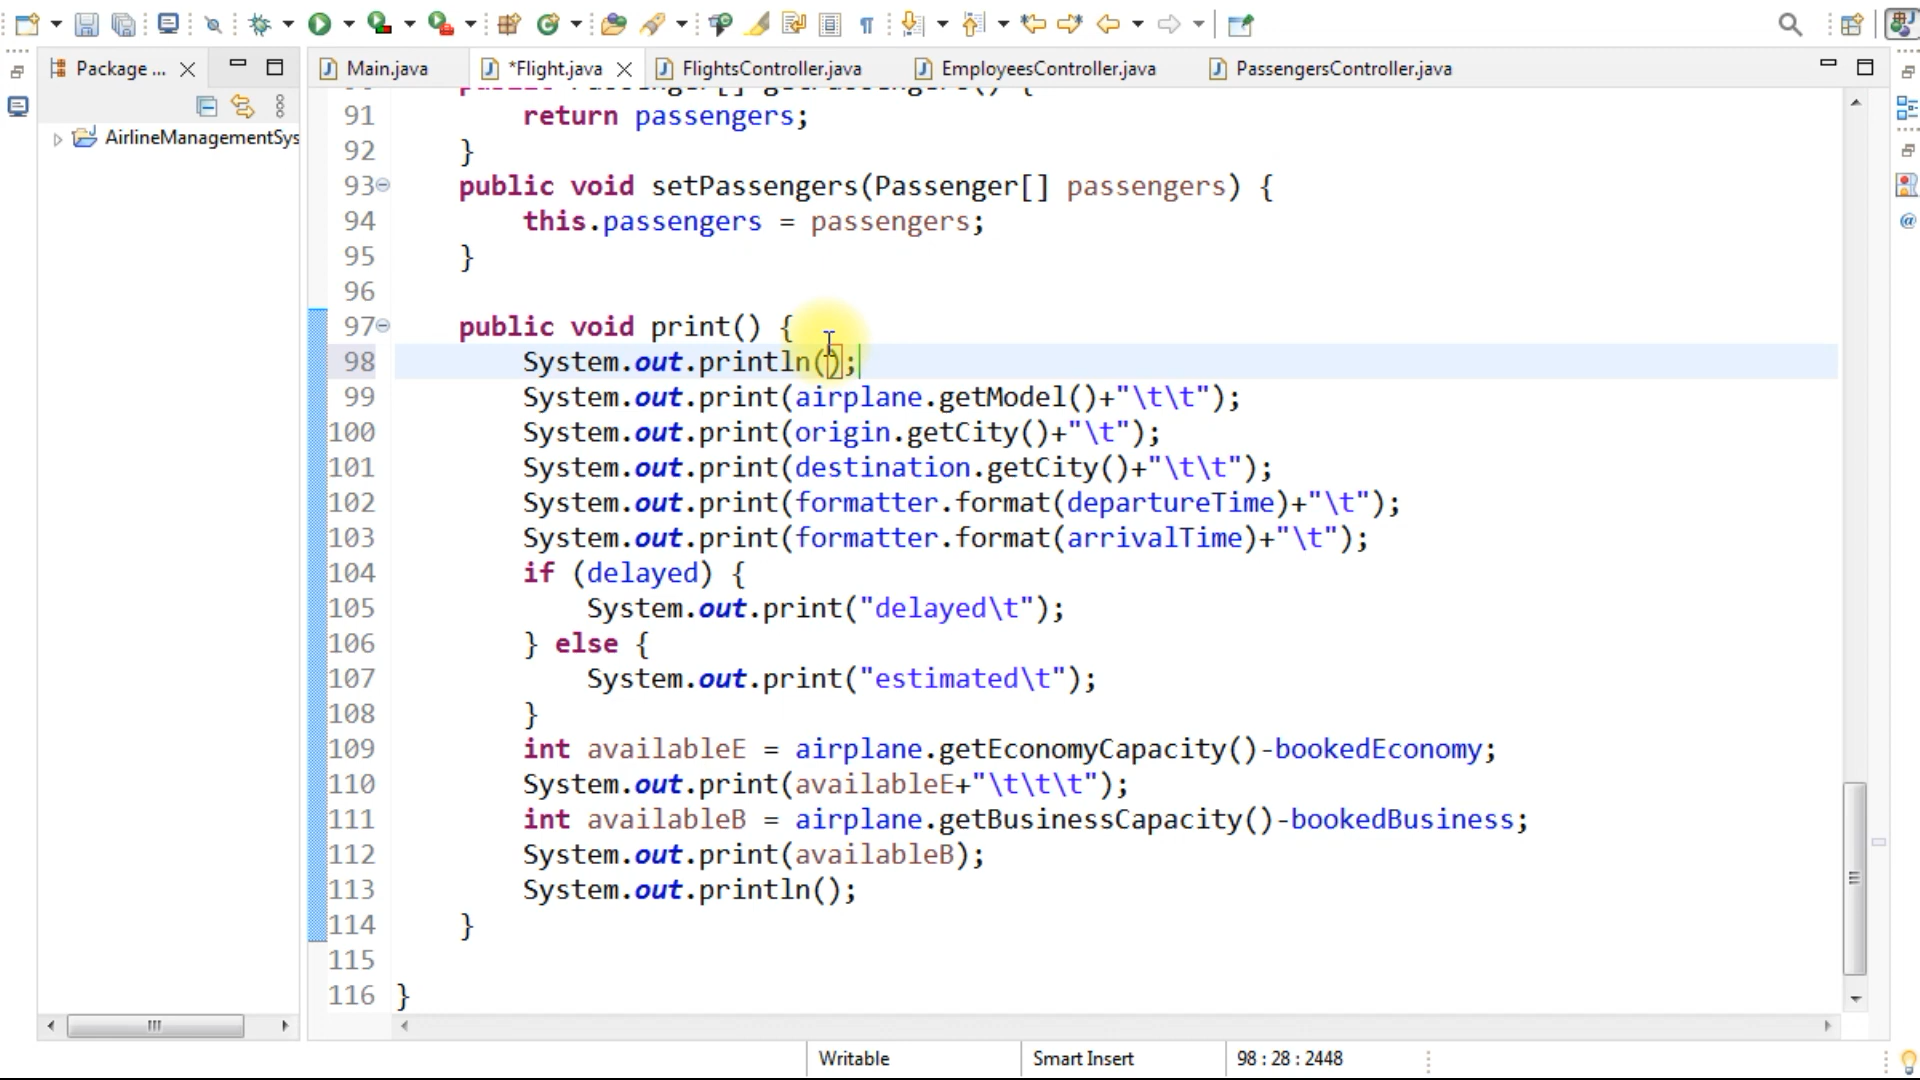 Package ...
Main.java
*Flight.java
FlightsController.java
EmployeesController.java
PassengersController.java
AirlineManagementSys
91 return passengers;
92 }
93 public void setPassengers(Passenger[] passengers) {
94 this.passengers = passengers;
95 }
96
97 public void print() {
98 System.out.println();
99 System.out.print(airplane.getModel()+"\t\t");
100 System.out.print(origin.getCity()+"\t");
101 System.out.print(destination.getCity()+"\t\t");
102 System.out.print(formatter.format(departureTime)+"\t");
103 System.out.print(formatter.format(arrivalTime)+"\t");
104 if (delayed) {
105 System.out.print("delayed\t");
106 } else {
107 System.out.print("estimated\t");
108 }
109 int availableE = airplane.getEconomyCapacity()-bookedEconomy;
110 System.out.print(availableE+"\t\t\t");
111 int availableB = airplane.getBusinessCapacity()-bookedBusiness;
112 System.out.print(availableB);
113 System.out.println();
114 }
115
116 }
Writable
Smart Insert
98 : 28 : 2448